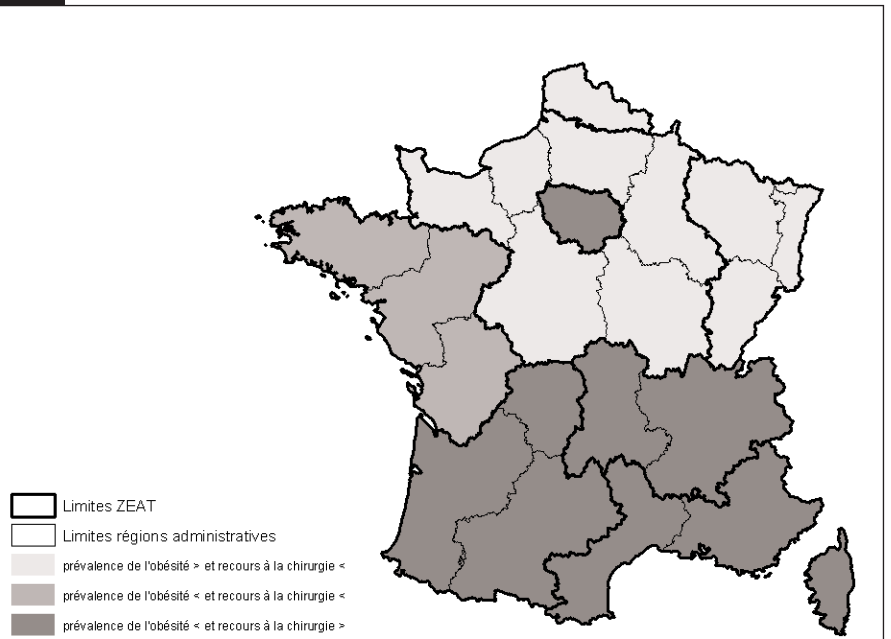 Limites ZEAT
Limites régions administratives
prévalence de l'obésité > et recours à la chirurgie <
prévalence de l'obésité < et recours à la chirurgie <
prévalence de l'obésité < et recours à la chirurgie >